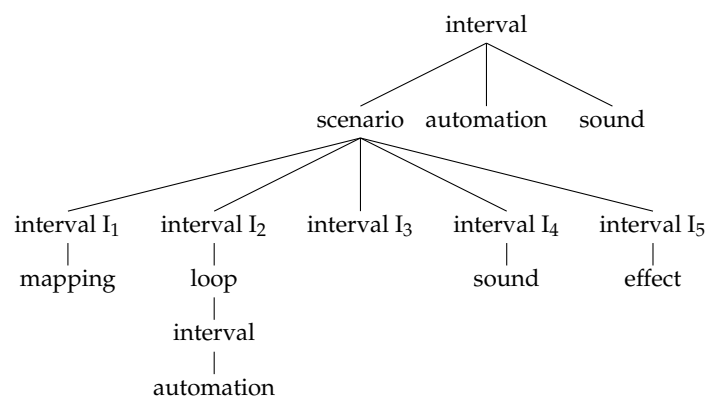 interval
scenario automation sound
interval I₁ interval I₂ interval I₃ interval I₄ interval I₅
mapping loop sound effect
interval
automation